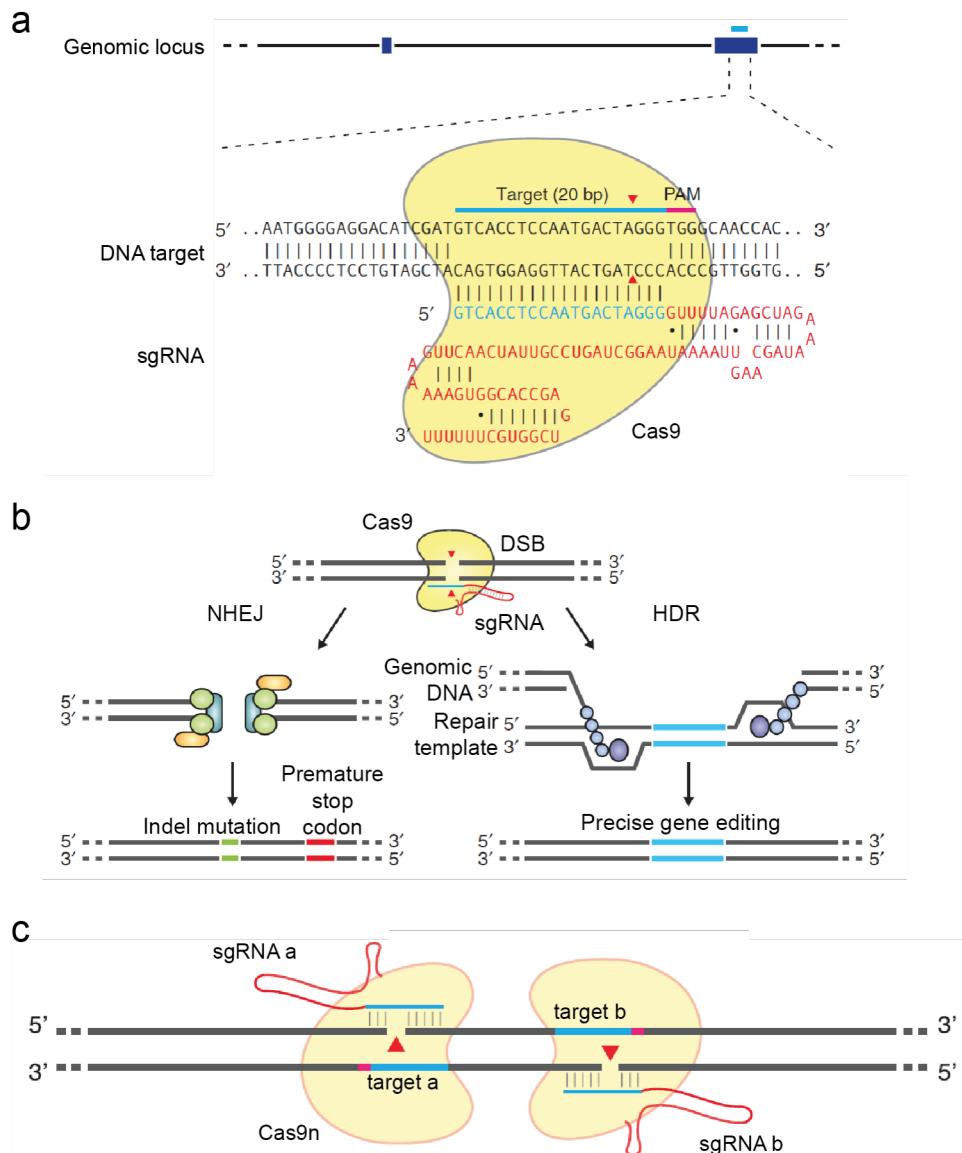 a
Genomic locus
Target (20 bp) PAM
5′ ..AATGGGGAGGACATCGATGTCACCTCCAATGACTAGGGTGGGCAACCAC.. 3′
DNA target
3′ ..TTACCCCTCCTGTAGCTACAGTGGAGGTTACTGATCCCACCCGTTGGTG.. 5′
5′ GTCACCTCCAATGACTAGGGGUUUUAGAGCUAG
A
A
sgRNA
GUUCAACUAUUGCCUGAUCGGAAUAAAAUU CGAUA
A
A
GAA
AAAGUGGCACCGA
G
3′ UUUUUUCGUGGCU
Cas9
b
Cas9
DSB
5′ 3′
3′ 5′
NHEJ
sgRNA
HDR
Genomic
DNA
5′ 3′
3′ 5′
5′ 3′
3′ 5′
Repair
template
5′ 3′
3′ 5′
Premature
stop
codon
Indel mutation
Precise gene editing
5′ 3′
3′ 5′
5′ 3′
3′ 5′
c
sgRNA a
target b
5′ 3′
3′ 5′
target a
Cas9n
sgRNA b